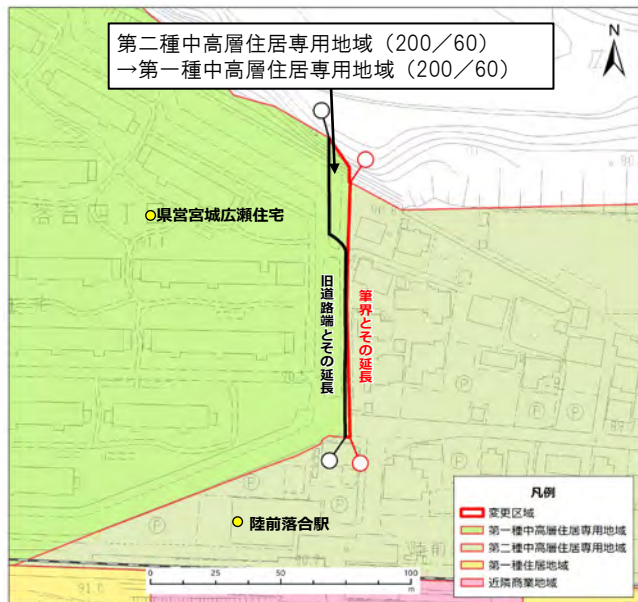 第二種中高層住居専用地域（200／60）
→第一種中高層住居専用地域（200／60）
N
落合四丁
県営宮城広瀬住宅
旧道路端とその延長
筆界とその延長
P
P
P
P
P
陸前落合駅
陸前
91.0
0 25 50 100
m
凡例
変更区域
第一種中高層住居専用地域
第二種中高層住居専用地域
第一種住居地域
近隣商業地域